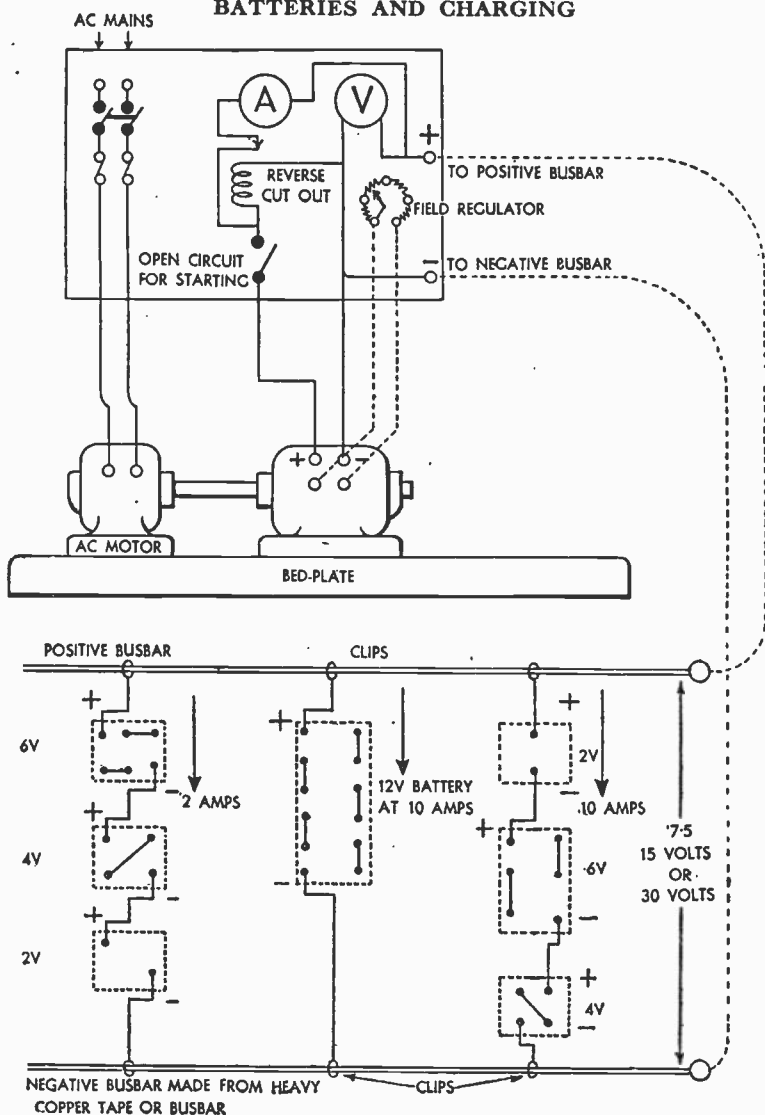 BATTERIES AND CHARGING
AC MAINS
A
V
+
REVERSE
CUT OUT
TO POSITIVE BUSBAR
FIELD REGULATOR
OPEN CIRCUIT
FOR STARTING
–
TO NEGATIVE BUSBAR
+
–
AC MOTOR
BED-PLATE
POSITIVE BUSBAR
CLIPS
+
6V
–
2 AMPS
+
4V
–
+
2V
–
+
12V BATTERY
AT 10 AMPS
–
+
2V
–
10 AMPS
+
6V
–
+
4V
–
7·5
15 VOLTS
OR
30 VOLTS
NEGATIVE BUSBAR MADE FROM HEAVY
COPPER TAPE OR BUSBAR
CLIPS